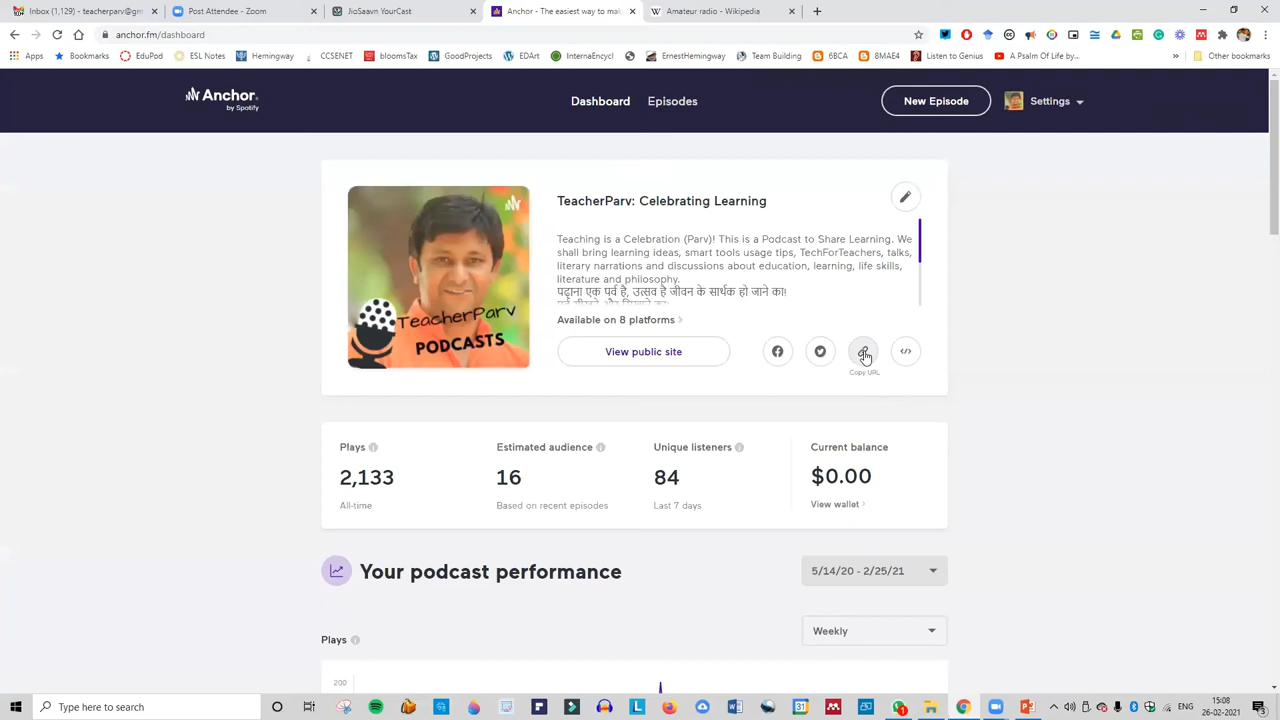 Inbox (1,129) - teacherparv@gm
Post Attendee - Zoom
JioSaavn YourCast
Anchor - The easiest way to mak
Amateur radio - Wikipedia
anchor.fm/dashboard
Apps
Bookmarks
EduPod
ESL Notes
Hemingway
CCSENET
bloomsTax
GoodProjects
EDArt
InternaEncycl
ErnestHemingway
Team Building
6BCA
8MAE4
Listen to Genius
A Psalm Of Life by...
Other bookmarks
Anchor
by Spotify
Dashboard
Episodes
New Episode
Settings
TeacherParv: Celebrating Learning
Teaching is a Celebration (Parv)! This is a Podcast to Share Learning. We
shall bring learning ideas, smart tools usage tips, TechForTeachers, talks,
literary narrations and discussions about education, learning, life skills,
literature and philosophy.
पढ़ाना एक पर्व है, उत्सव है जीवन के सार्थक हो जाने का!
TeacherParv
PODCASTS
Available on 8 platforms
View public site
Copy URL
Plays
2,133
All-time
Estimated audience
16
Based on recent episodes
Unique listeners
84
Last 7 days
Current balance
$0.00
View wallet
Your podcast performance
5/14/20 - 2/25/21
Weekly
Plays
200
Type here to search
ENG
15:08
26-02-2021